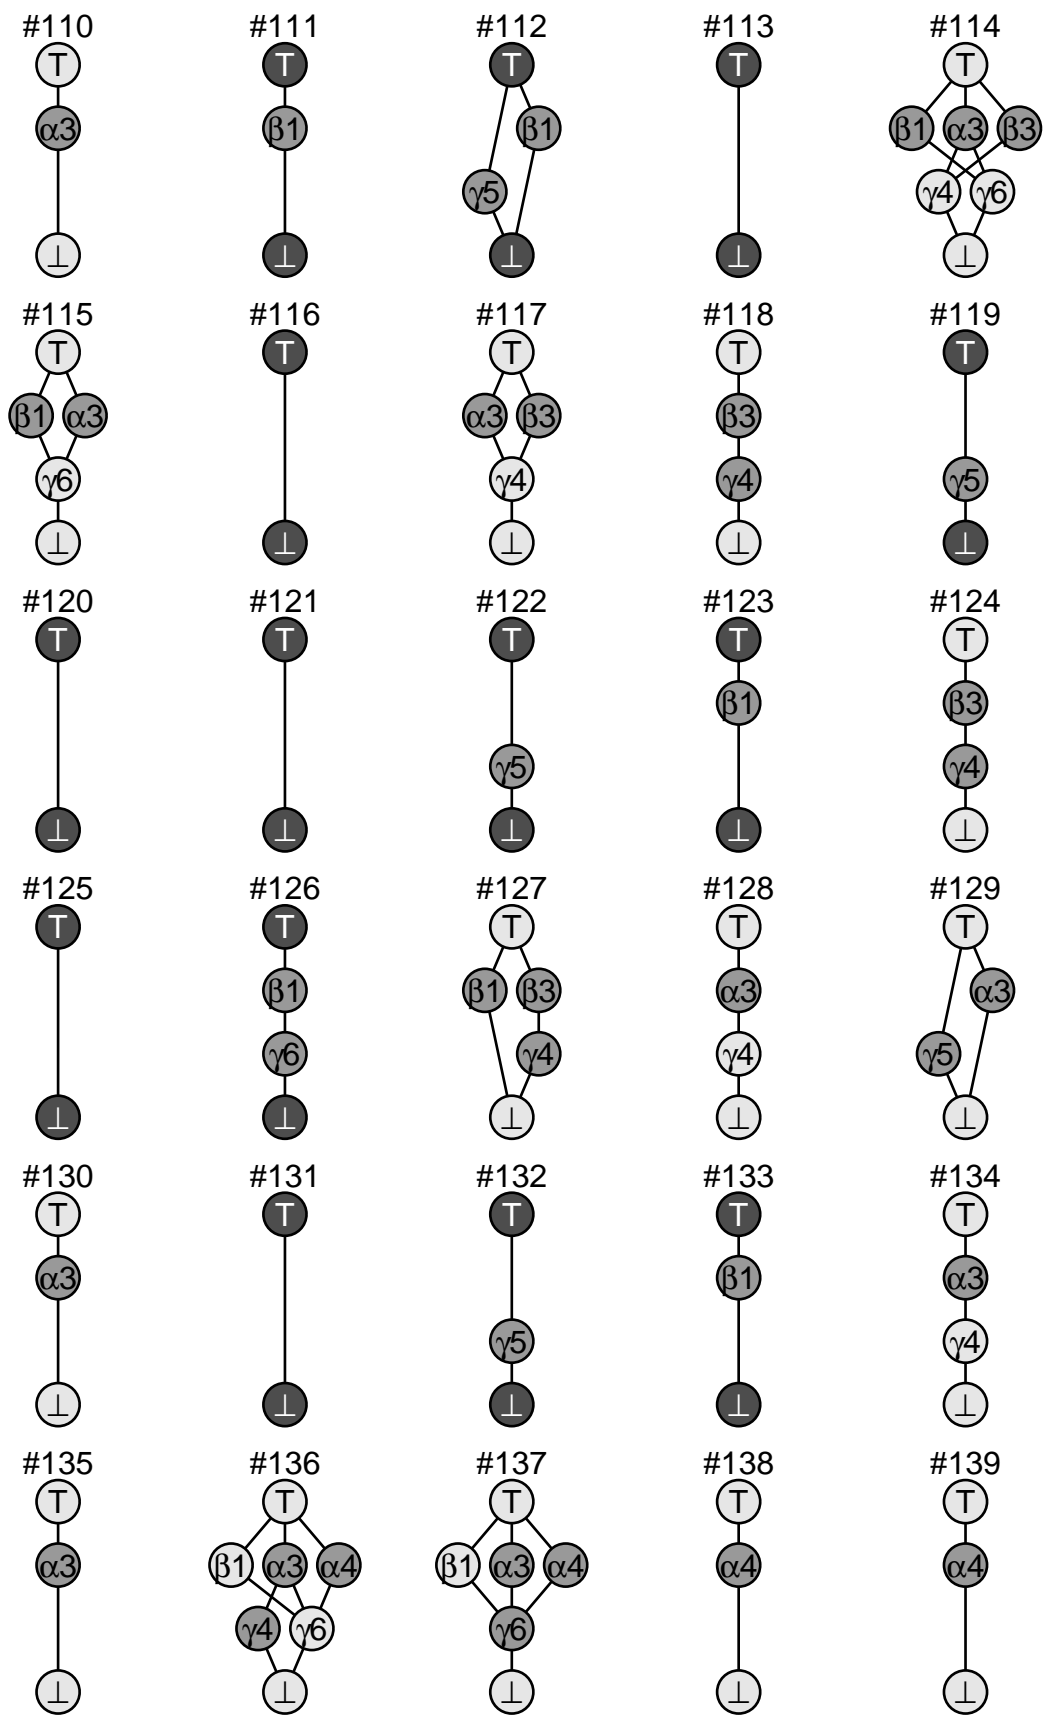 #110 #111 #112 #113 #114
T T T T T
α3 β1 β1 β1 α3 β3
γ5 γ4 γ6
⊥ ⊥ ⊥ ⊥ ⊥
#115 #116 #117 #118 #119
T T T T T
β1 α3 α3 β3 β3
γ6 γ4 γ4 γ5
⊥ ⊥ ⊥ ⊥ ⊥
#120 #121 #122 #123 #124
T T T T T
β1 β3
γ5 γ4
⊥ ⊥ ⊥ ⊥ ⊥
#125 #126 #127 #128 #129
T T T T T
β1 β1 β3 α3 α3
γ6 γ4 γ4 γ5
⊥ ⊥ ⊥ ⊥ ⊥
#130 #131 #132 #133 #134
T T T T T
α3 β1 α3
γ5 γ4
⊥ ⊥ ⊥ ⊥ ⊥
#135 #136 #137 #138 #139
T T T T T
α3 β1 α3 α4 β1 α3 α4 α4 α4
γ4 γ6 γ6
⊥ ⊥ ⊥ ⊥ ⊥